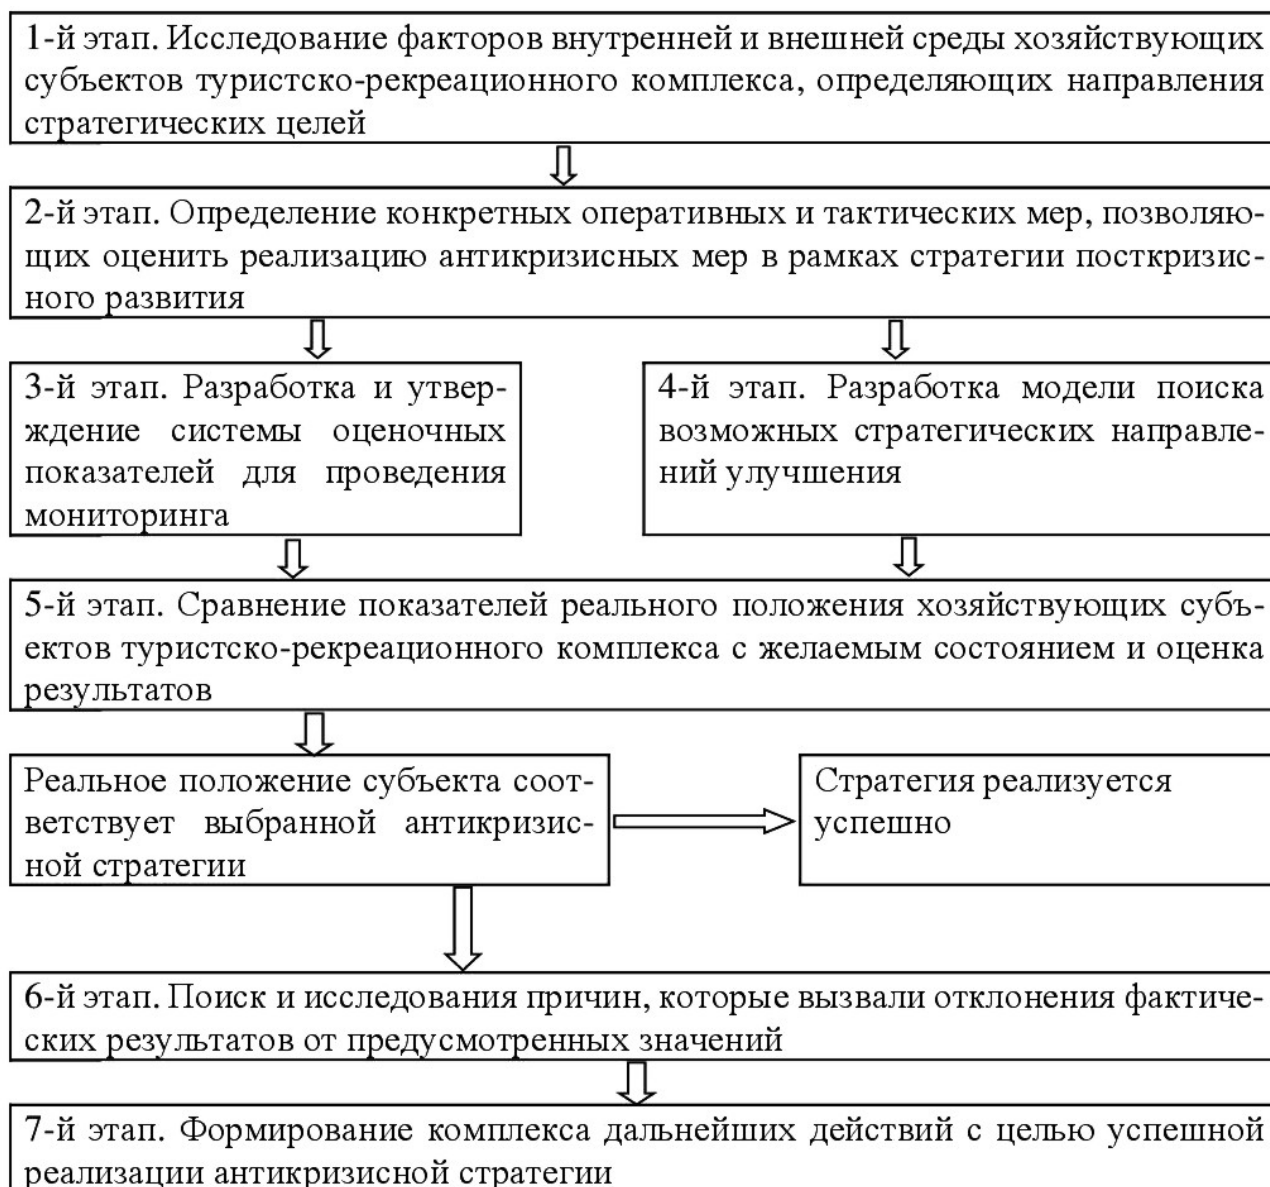 1-й этап. Исследование факторов внутренней и внешней среды хозяйствующих
субъектов туристско-рекреационного комплекса, определяющих направления
стратегических целей
2-й этап. Определение конкретных оперативных и тактических мер, позволяю-
щих оценить реализацию антикризисных мер в рамках стратегии посткризис-
ного развития
3-й этап. Разработка и утвер-
ждение системы оценочных
показателей для проведения
мониторинга
4-й этап. Разработка модели поиска
возможных стратегических направле-
ний улучшения
5-й этап. Сравнение показателей реального положения хозяйствующих субъ-
ектов туристско-рекреационного комплекса с желаемым состоянием и оценка
результатов
Реальное положение субъекта соот-
ветствует выбранной антикризис-
ной стратегии
Стратегия реализуется
успешно
6-й этап. Поиск и исследования причин, которые вызвали отклонения фактиче-
ских результатов от предусмотренных значений
7-й этап. Формирование комплекса дальнейших действий с целью успешной
реализации антикризисной стратегии